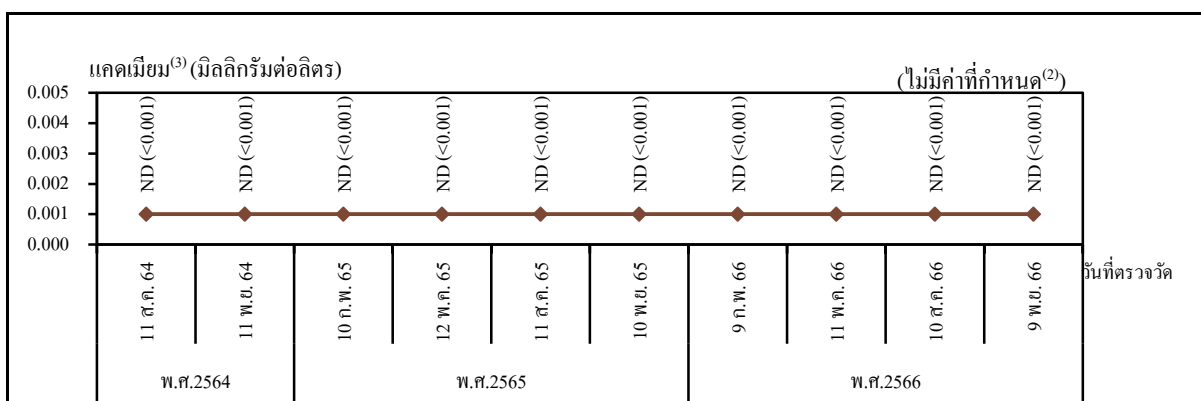 แคดเมียม(3) (มิลลิกรัมต่อลิตร)
(ไม่มีค่าที่กำหนด(2))
0.005
0.004
0.003
0.002
0.001
0.000
ND (<0.001)
ND (<0.001)
ND (<0.001)
ND (<0.001)
ND (<0.001)
ND (<0.001)
ND (<0.001)
ND (<0.001)
ND (<0.001)
ND (<0.001)
11 ส.ค. 64
11 พ.ย. 64
10 ก.พ. 65
12 พ.ค. 65
11 ส.ค. 65
10 พ.ย. 65
9 ก.พ. 66
11 พ.ค. 66
10 ส.ค. 66
9 พ.ย. 66
วันที่ตรวจวัด
พ.ศ.2564
พ.ศ.2565
พ.ศ.2566